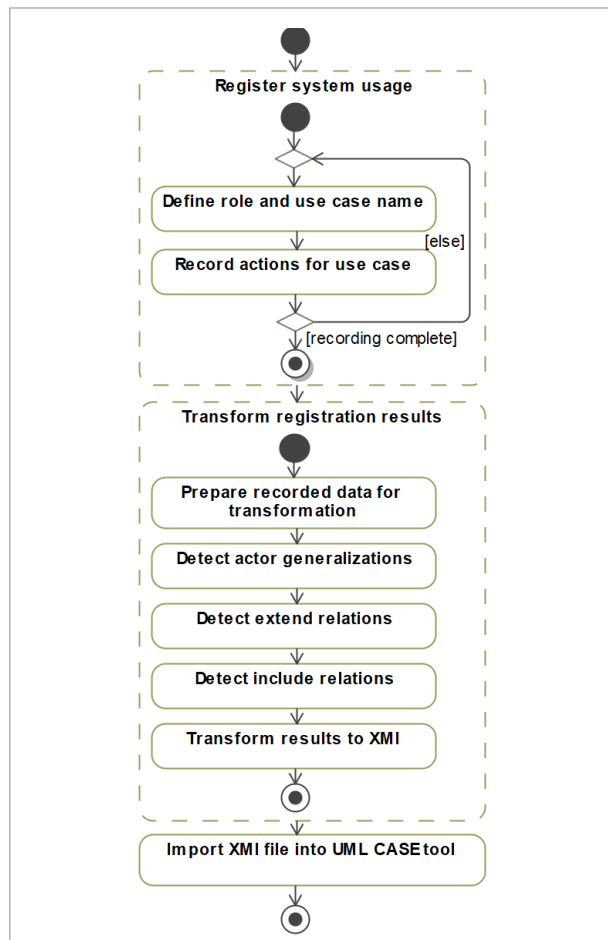 Register system usage
Define role and use case name
[else]
Record actions for use case
[recording complete]
Transform registration results
Prepare recorded data for
transformation
Detect actor generalizations
Detect extend relations
Detect include relations
Transform results to XMI
Import XMI file into UML CASE tool